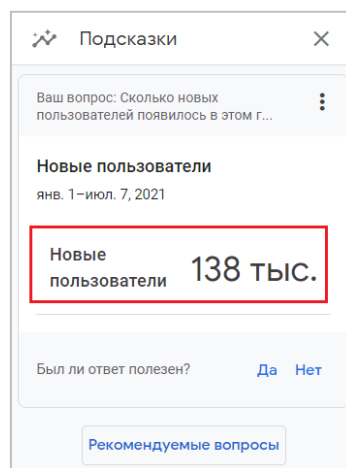 Подсказки
Ваш вопрос: Сколько новых
пользователей появилось в этом г...
Новые пользователи
янв. 1–июл. 7, 2021
Новые
пользователи
138 тыс.
Был ли ответ полезен?
Да
Нет
Рекомендуемые вопросы